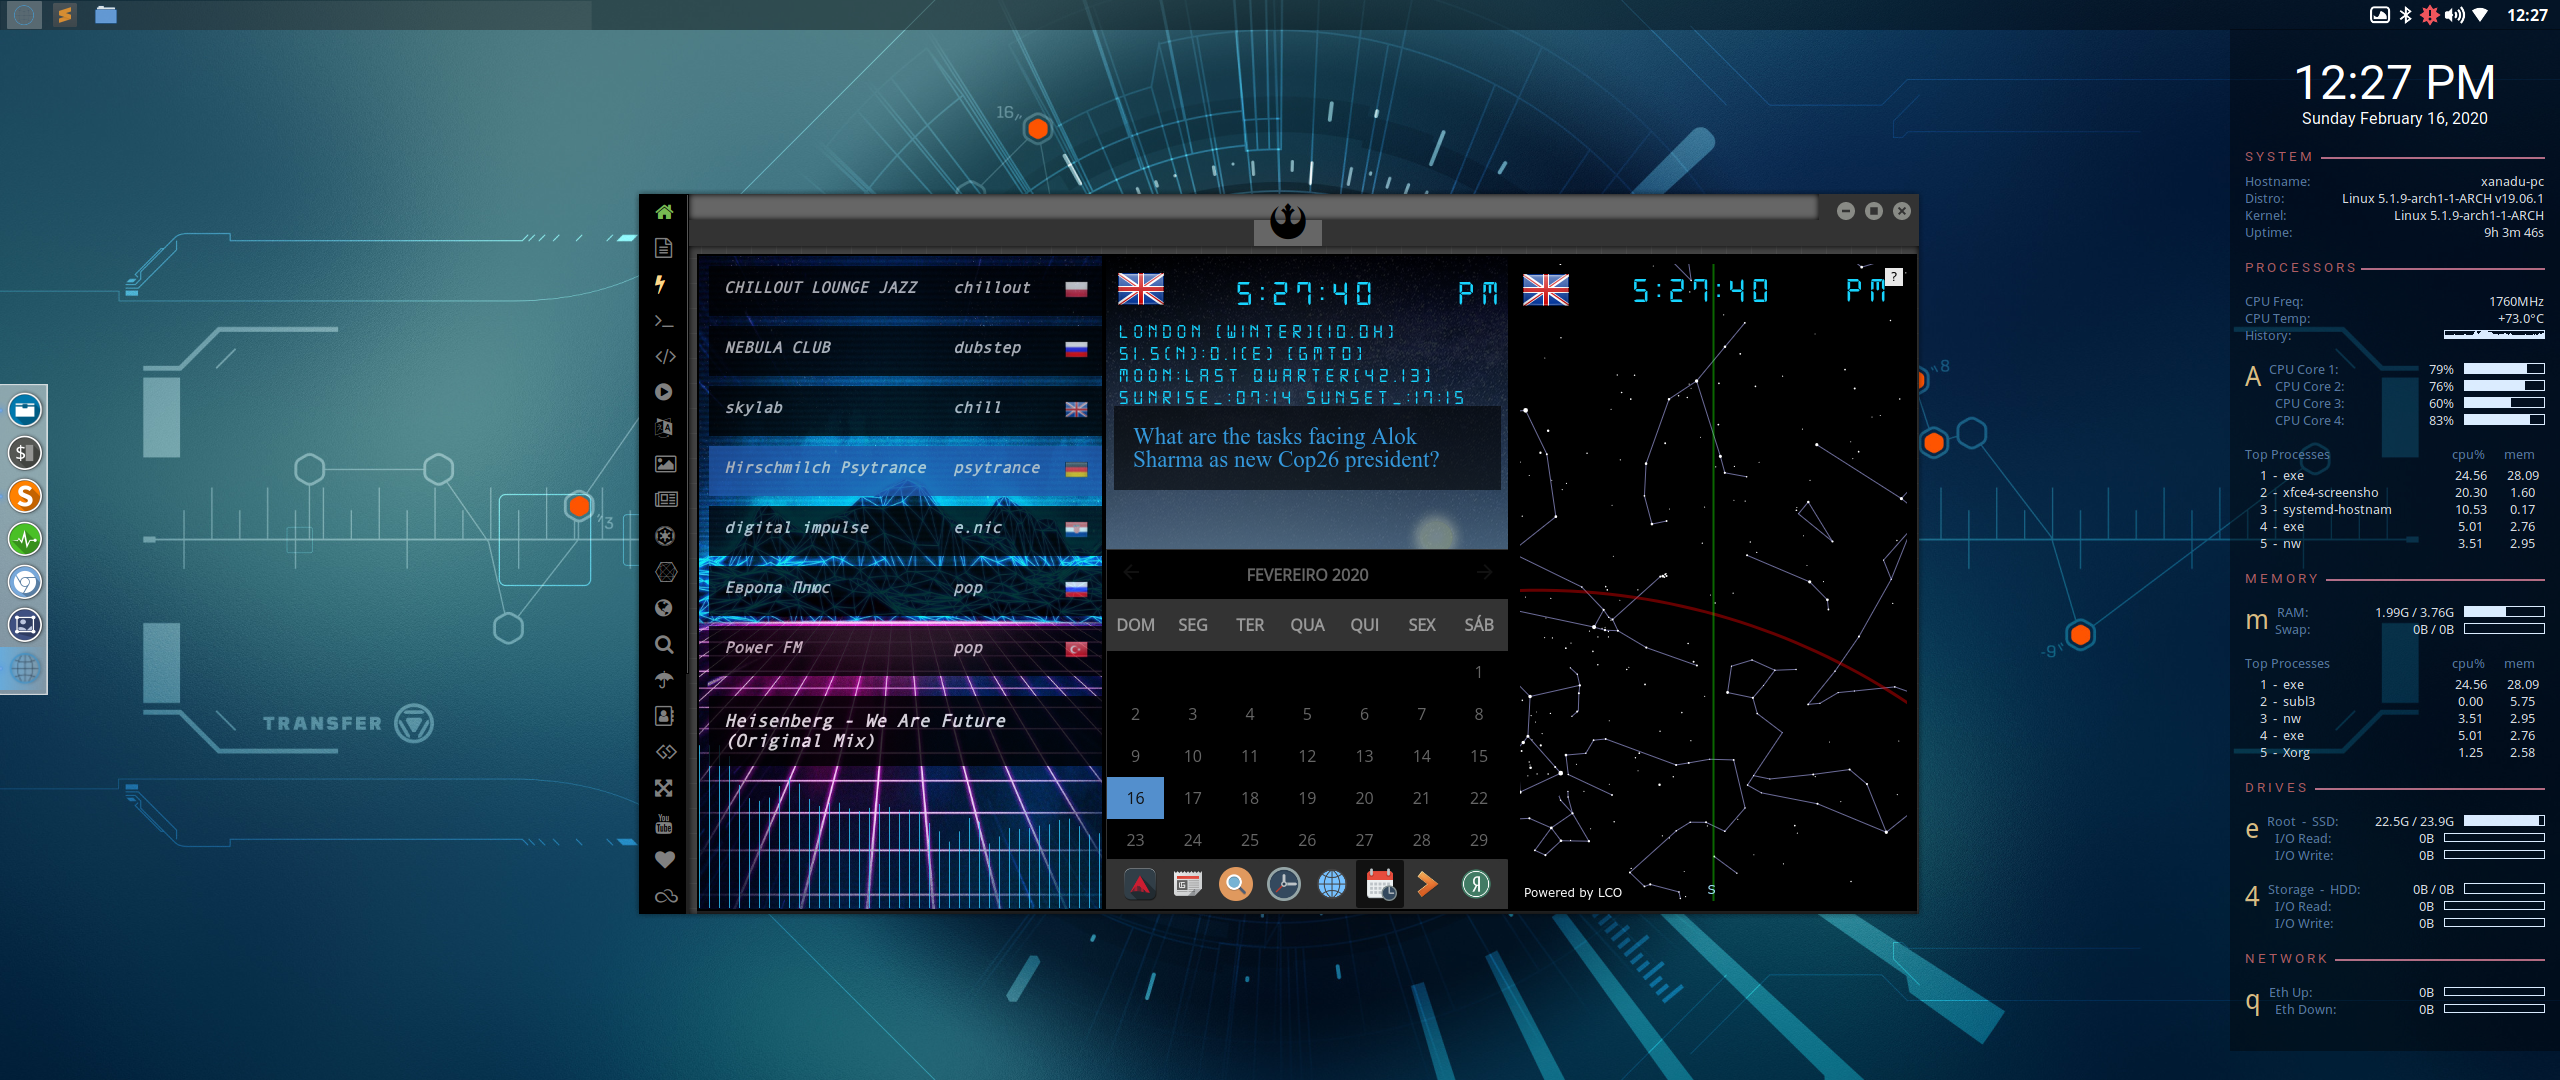 12:27
16
TRANSFER
3
8
-9
CHILLOUT LOUNGE JAZZ chillout
NEBULA CLUB dubstep
skylab chill
Hirschmilch Psytrance psytrance
digital impulse e.nic
Европа Плюс pop
Power FM pop
Heisenberg - We Are Future
(Original Mix)
5:27:40 PM
LONDON [WINTER][10.0H]
51.5(N):0.1(E) [GMT0]
MOON:LAST QUARTER[42.13]
SUNRISE_:07:14 SUNSET_:17:15
What are the tasks facing Alok
Sharma as new Cop26 president?
FEVEREIRO 2020
DOM SEG TER QUA QUI SEX SÁB
1
2 3 4 5 6 7 8
9 10 11 12 13 14 15
16 17 18 19 20 21 22
23 24 25 26 27 28 29
5:27:40 PM
?
Powered by LCO
S
You
Tube
12:27 PM
Sunday February 16, 2020
SYSTEM
Hostname: xanadu-pc
Distro: Linux 5.1.9-arch1-1-ARCH v19.06.1
Kernel: Linux 5.1.9-arch1-1-ARCH
Uptime: 9h 3m 46s
PROCESSORS
CPU Freq: 1760MHz
CPU Temp: +73.0°C
History:
A CPU Core 1: 79%
CPU Core 2: 76%
CPU Core 3: 60%
CPU Core 4: 83%
Top Processes cpu% mem
1 - exe 24.56 28.09
2 - xfce4-screensho 20.30 1.60
3 - systemd-hostnam 10.53 0.17
4 - exe 5.01 2.76
5 - nw 3.51 2.95
MEMORY
m RAM: 1.99G / 3.76G
Swap: 0B / 0B
Top Processes cpu% mem
1 - exe 24.56 28.09
2 - subl3 0.00 5.75
3 - nw 3.51 2.95
4 - exe 5.01 2.76
5 - Xorg 1.25 2.58
DRIVES
e Root - SSD: 22.5G / 23.9G
I/O Read: 0B
I/O Write: 0B
4 Storage - HDD: 0B / 0B
I/O Read: 0B
I/O Write: 0B
NETWORK
q Eth Up: 0B
Eth Down: 0B